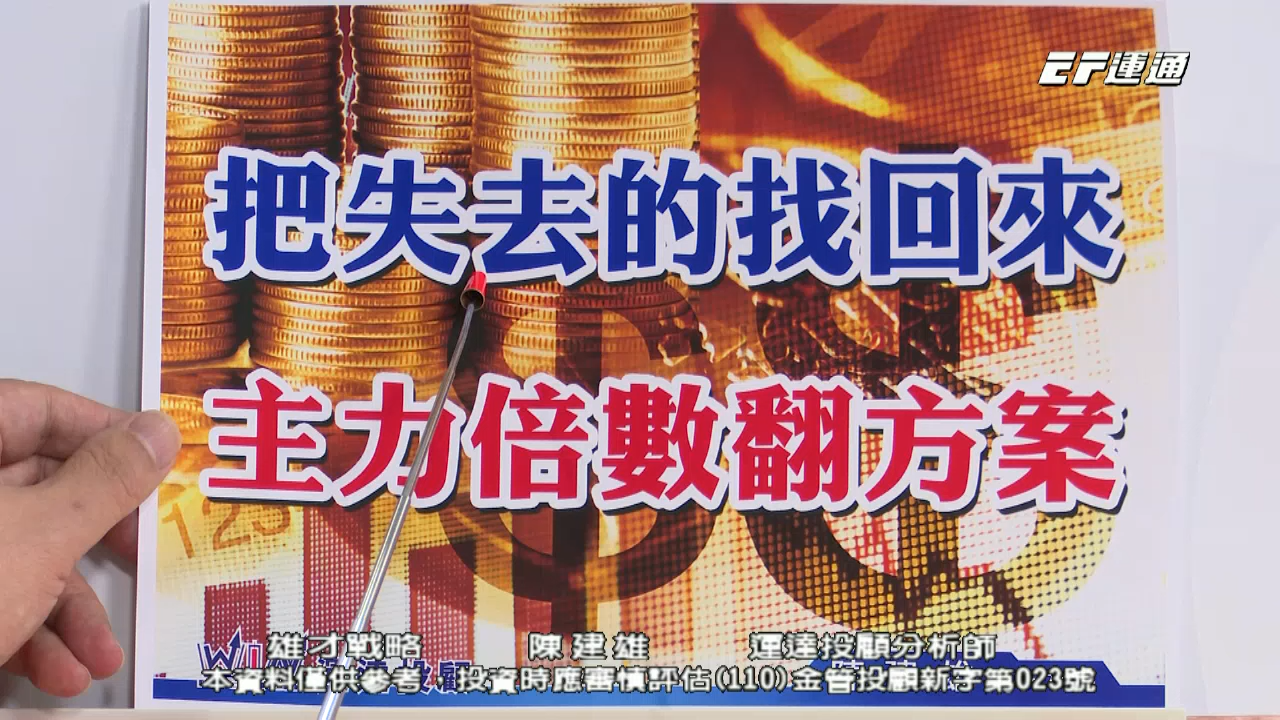 EF運通
把失去的找回來
主力倍數翻方案
雄才戰略 陳建雄 運達投顧分析師
本資料僅供參考,投資時應審慎評估(110)金管投顧新字第023號
123